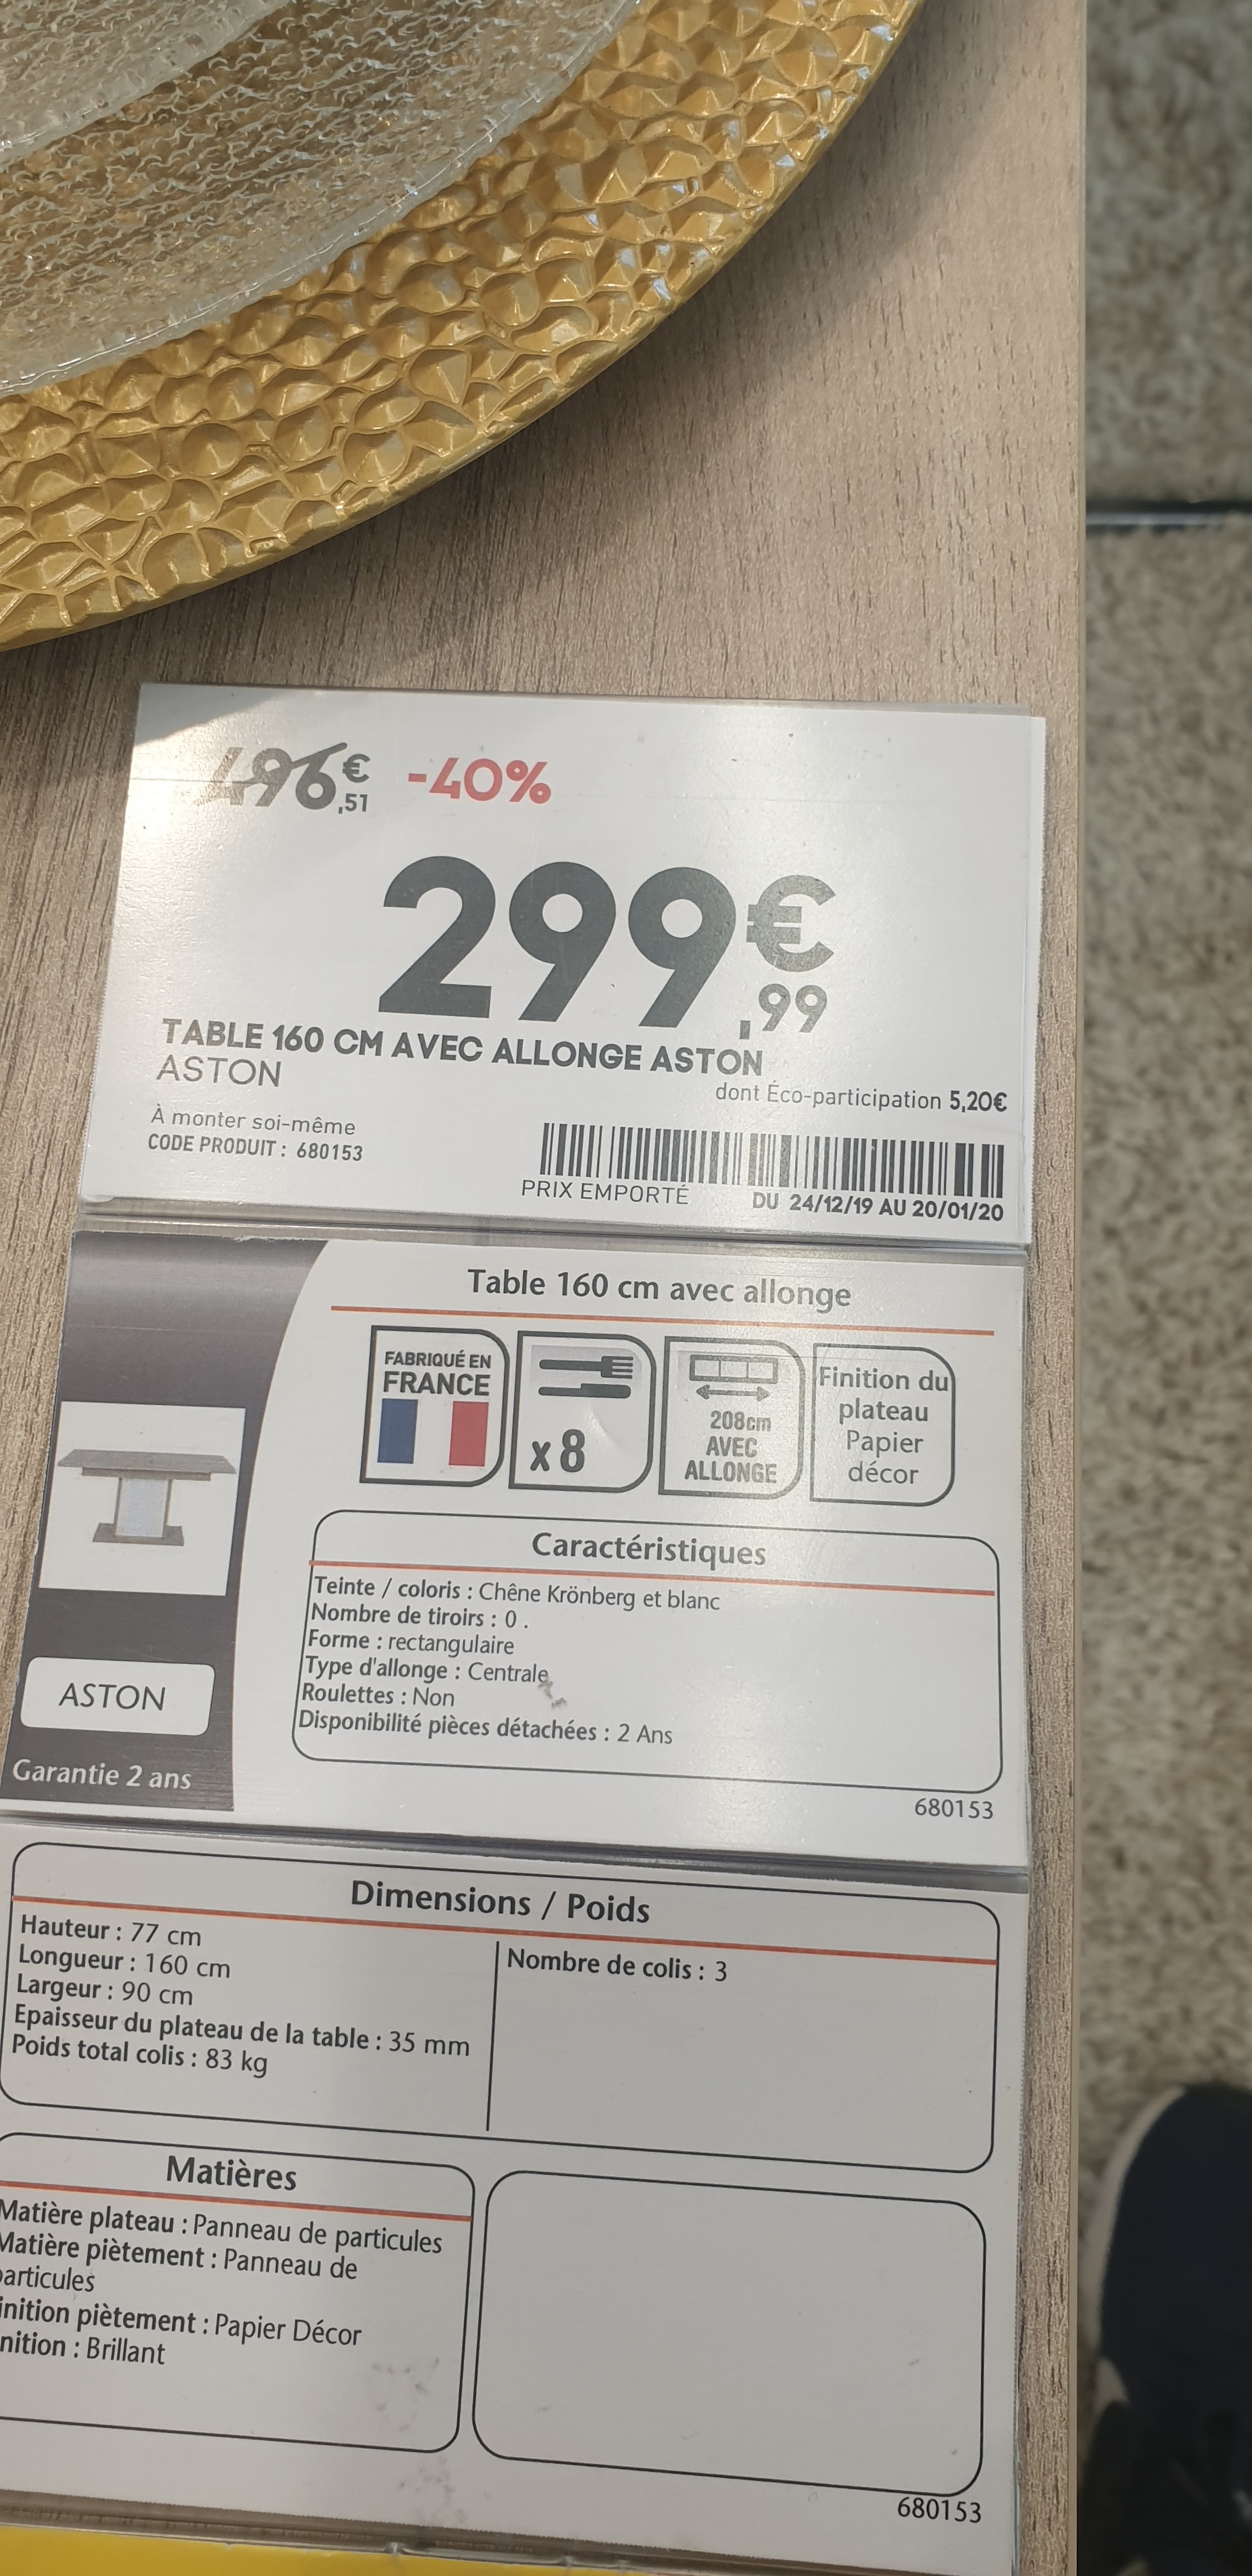 496€,51 -40%
299€,99
TABLE 160 CM AVEC ALLONGE ASTON
ASTON
dont Éco-participation 5,20€
À monter soi-même
CODE PRODUIT : 680153
PRIX EMPORTÉ DU 24/12/19 AU 20/01/20
Table 160 cm avec allonge
FABRIQUÉ EN
FRANCE
x 8
208cm
AVEC
ALLONGE
Finition du
plateau
Papier
décor
Caractéristiques
Teinte / coloris : Chêne Krönberg et blanc
Nombre de tiroirs : 0 .
Forme : rectangulaire
Type d'allonge : Centrale
Roulettes : Non
Disponibilité pièces détachées : 2 Ans
ASTON
Garantie 2 ans
680153
Dimensions / Poids
Hauteur : 77 cm
Longueur : 160 cm
Largeur : 90 cm
Epaisseur du plateau de la table : 35 mm
Poids total colis : 83 kg
Nombre de colis : 3
Matières
Matière plateau : Panneau de particules
Matière piètement : Panneau de
particules
inition piètement : Papier Décor
nition : Brillant
680153